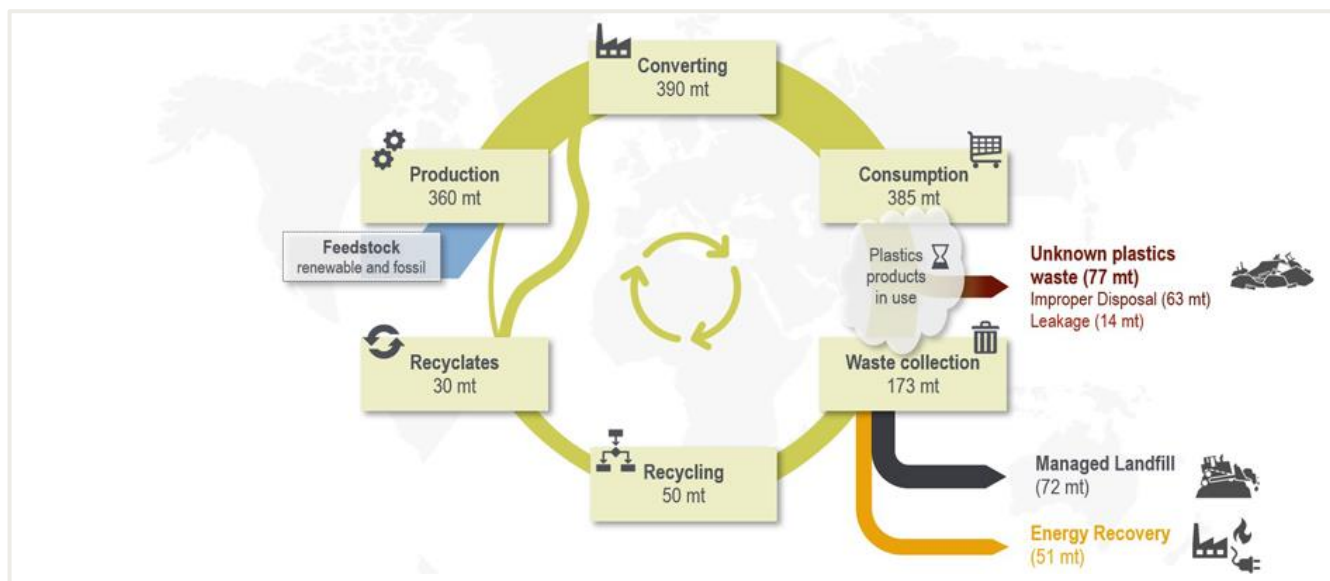 Converting
390 mt
Production
360 mt
Consumption
385 mt
Feedstock
renewable and fossil
Plastics
products
in use
Unknown plastics
waste (77 mt)
Improper Disposal (63 mt)
Leakage (14 mt)
Recyclates
30 mt
Waste collection
173 mt
Recycling
50 mt
Managed Landfill
(72 mt)
Energy Recovery
(51 mt)